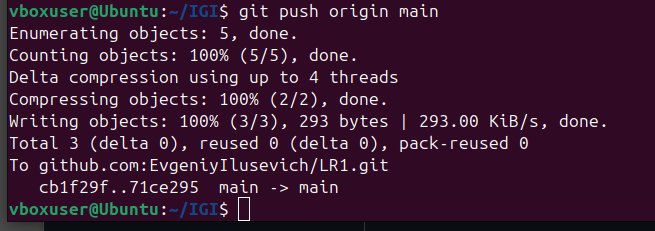 vboxuser@Ubuntu:~/IGI$ git push origin main
Enumerating objects: 5, done.
Counting objects: 100% (5/5), done.
Delta compression using up to 4 threads
Compressing objects: 100% (2/2), done.
Writing objects: 100% (3/3), 293 bytes | 293.00 KiB/s, done.
Total 3 (delta 0), reused 0 (delta 0), pack-reused 0
To github.com:EvgeniyIlusevich/LR1.git
   cb1f29f..71ce295  main -> main
vboxuser@Ubuntu:~/IGI$